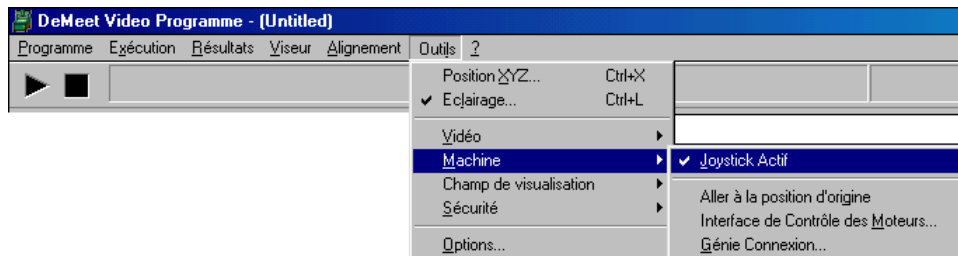 DeMeet Video Programme - (Untitled)
Programme Exécution Résultats Viseur Alignement Outils ?
Position XYZ... Ctrl+X
Eclairage... Ctrl+L
Vidéo
Machine
Joystick Actif
Champ de visualisation
Aller à la position d'origine
Sécurité
Interface de Contrôle des Moteurs...
Options...
Génie Connexion...